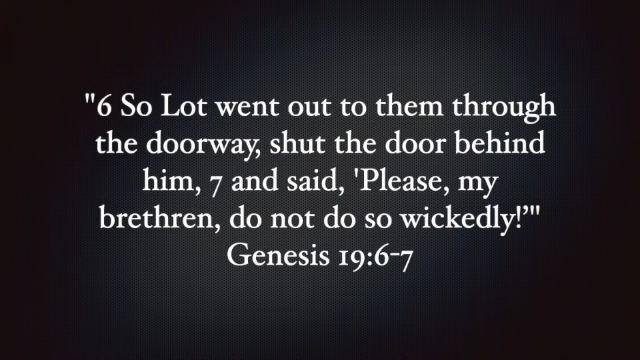 "6 So Lot went out to them through
the doorway, shut the door behind
him, 7 and said, 'Please, my
brethren, do not do so wickedly!’"
Genesis 19:6-7